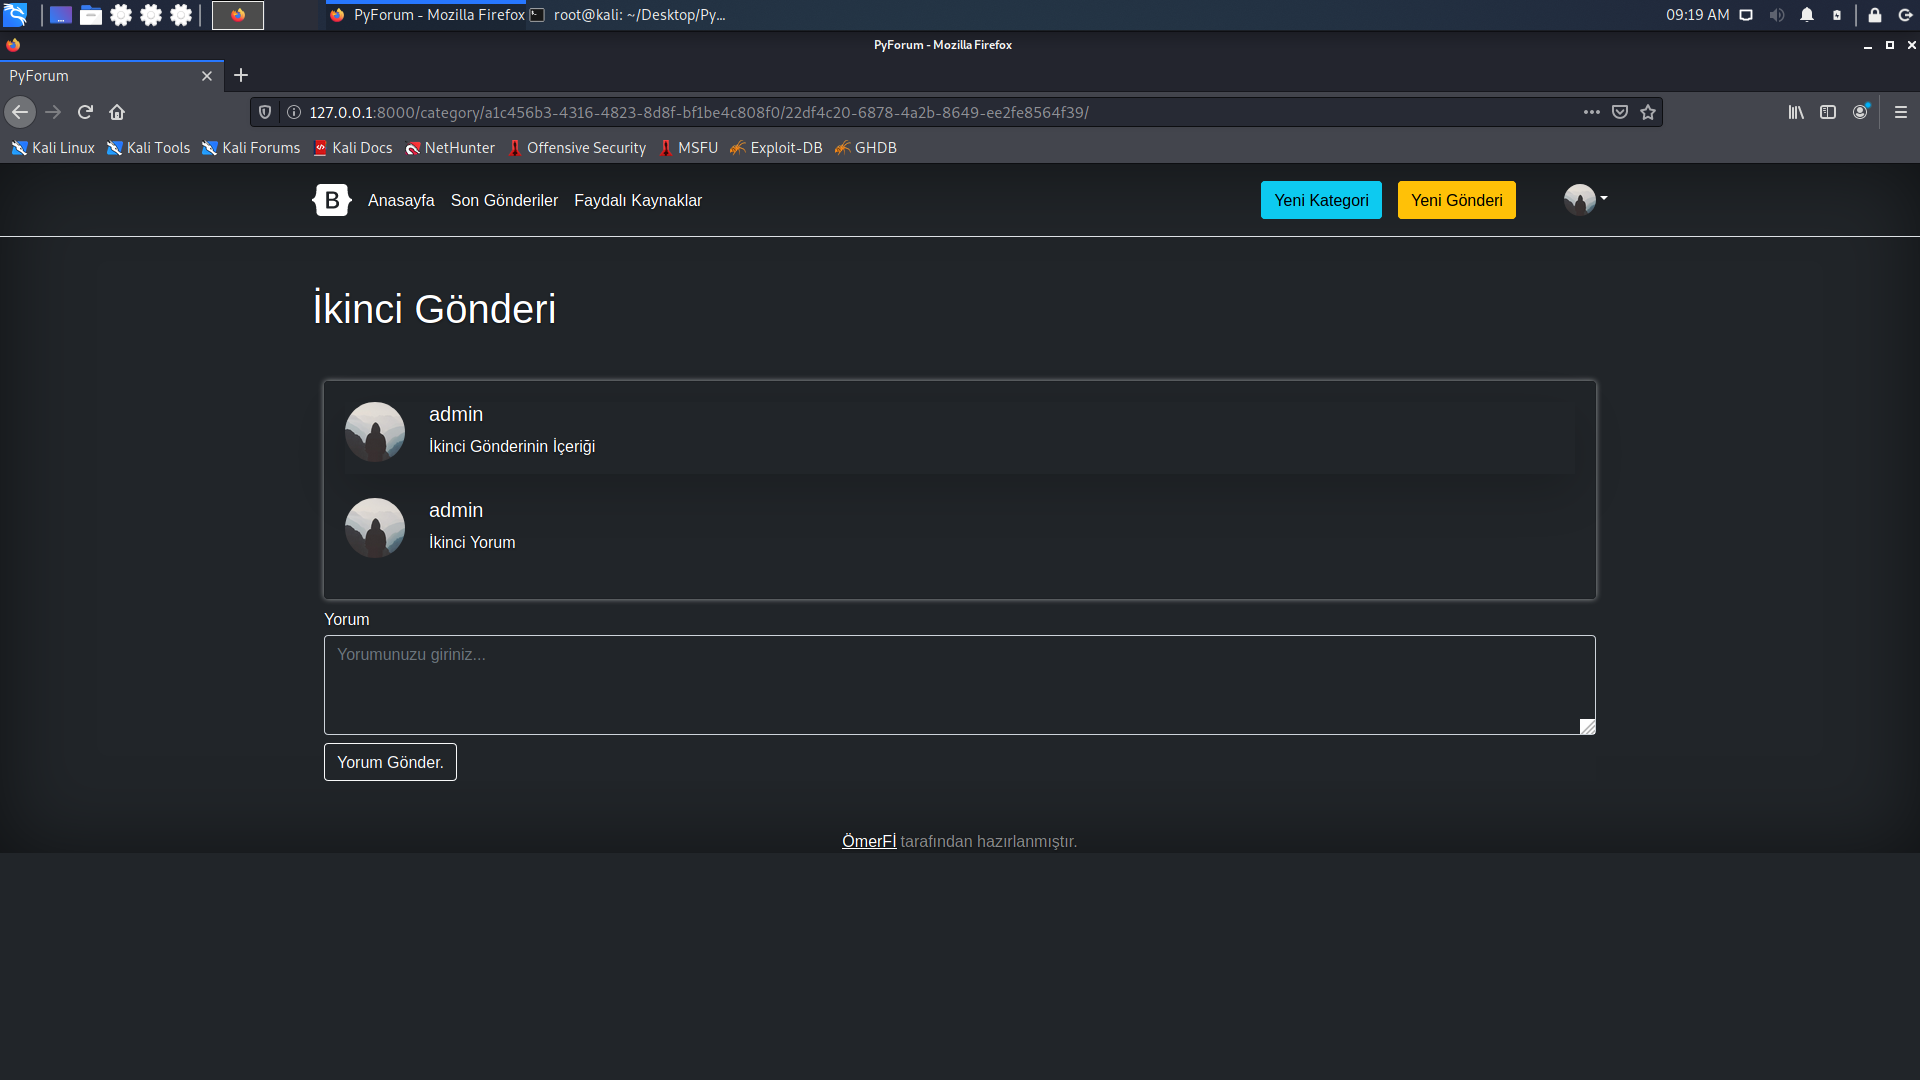 PyForum - Mozilla Firefox root@kali: ~/Desktop/Py... 09:19 AM
PyForum - Mozilla Firefox
PyForum
127.0.0.1:8000/category/a1c456b3-4316-4823-8d8f-bf1be4c808f0/22df4c20-6878-4a2b-8649-ee2fe8564f39/
Kali Linux Kali Tools Kali Forums Kali Docs NetHunter Offensive Security MSFU Exploit-DB GHDB
B Anasayfa Son Gönderiler Faydalı Kaynaklar Yeni Kategori Yeni Gönderi
İkinci Gönderi
admin
İkinci Gönderinin İçeriği
admin
İkinci Yorum
Yorum
Yorumunuzu giriniz...
Yorum Gönder.
ÖmerFİ tarafından hazırlanmıştır.